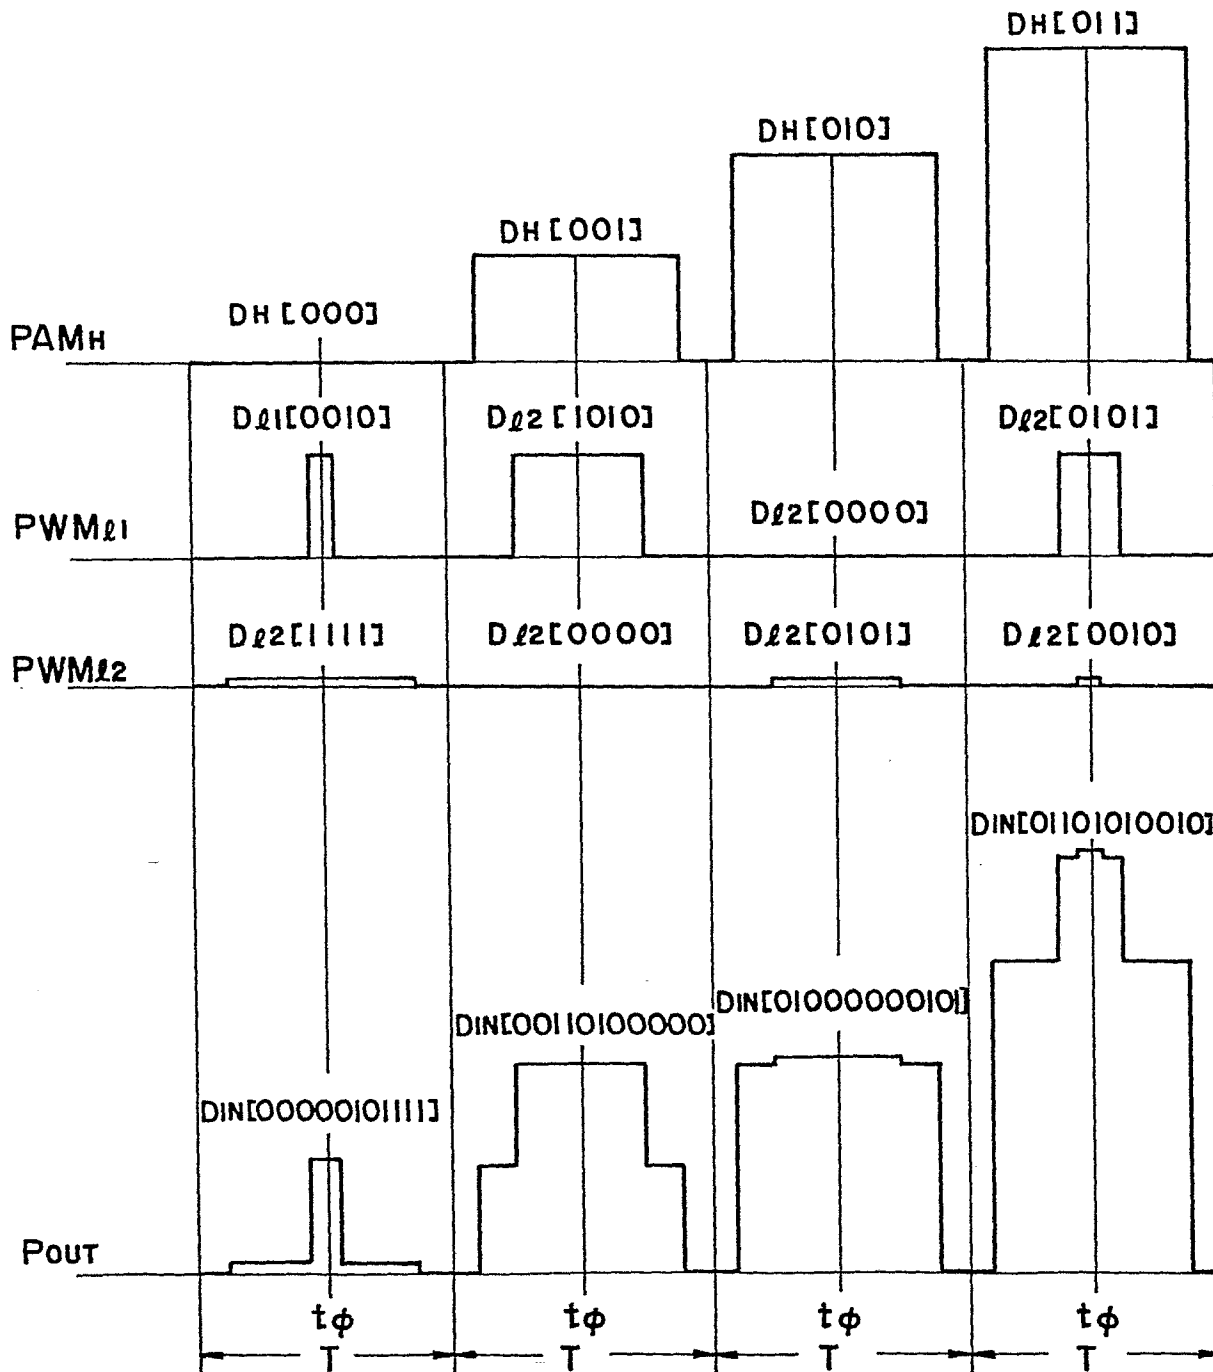 DH[011]
DH[010]
DH[001]
DH[000]
PAMH
Dℓ1[0010] Dℓ2[1010] Dℓ2[0101]
PWMℓ1 Dℓ2[0000]
Dℓ2[1111] Dℓ2[0000] Dℓ2[0101] Dℓ2[0010]
PWMℓ2
DIN[01101010010]
DIN[00110100000] DIN[01000000101]
DIN[00000101111]
POUT
tϕ tϕ tϕ tϕ
T T T T